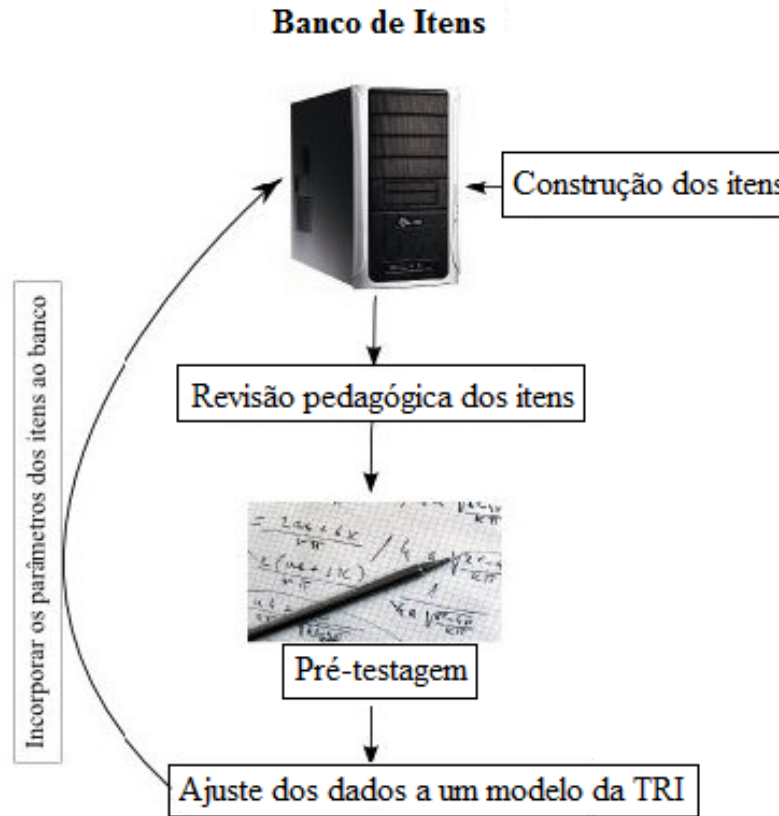 Banco de Itens
Construção dos itens
Revisão pedagógica dos itens
Incorporar os parâmetros dos itens ao banco
Pré-testagem
Ajuste dos dados a um modelo da TRI